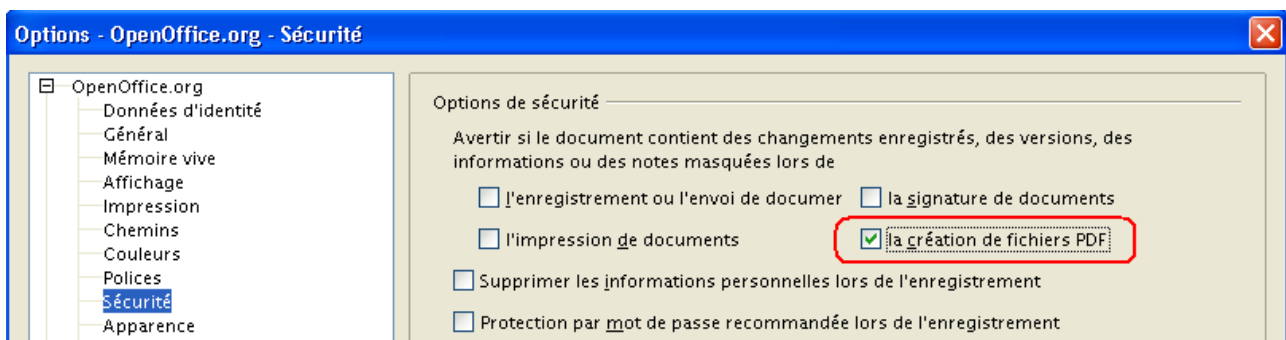 Options - OpenOffice.org - Sécurité
OpenOffice.org
Données d'identité
Général
Mémoire vive
Affichage
Impression
Chemins
Couleurs
Polices
Sécurité
Apparence
Options de sécurité
Avertir si le document contient des changements enregistrés, des versions, des
informations ou des notes masquées lors de
l'enregistrement ou l'envoi de documer
la signature de documents
l'impression de documents
la création de fichiers PDF
Supprimer les informations personnelles lors de l'enregistrement
Protection par mot de passe recommandée lors de l'enregistrement